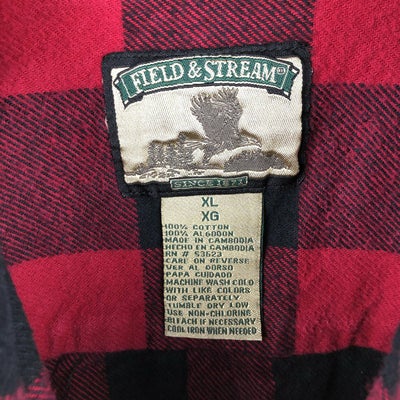 FIELD & STREAM®
SINCE 1871
XL
XG
100% COTTON
100% ALGODON
MADE IN CAMBODIA
HECHO EN CAMBODIA
RN # 53623
CARE ON REVERSE
VER AL DORSO
PAPA CUIDADO
MACHINE WASH COLD
WITH LIKE COLORS
OR SEPARATELY
TUMBLE DRY LOW
USE NON-CHLORINE
BLEACH IF NECESSARY
COOL IRON WHEN NEEDED